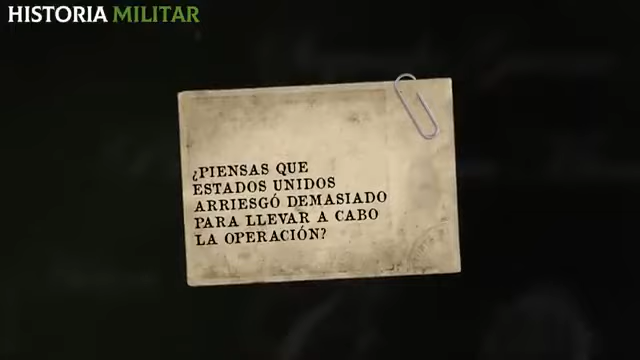 HISTORIA MILITAR
¿PIENSAS QUE
ESTADOS UNIDOS
ARRIESGÓ DEMASIADO
PARA LLEVAR A CABO
LA OPERACIÓN?